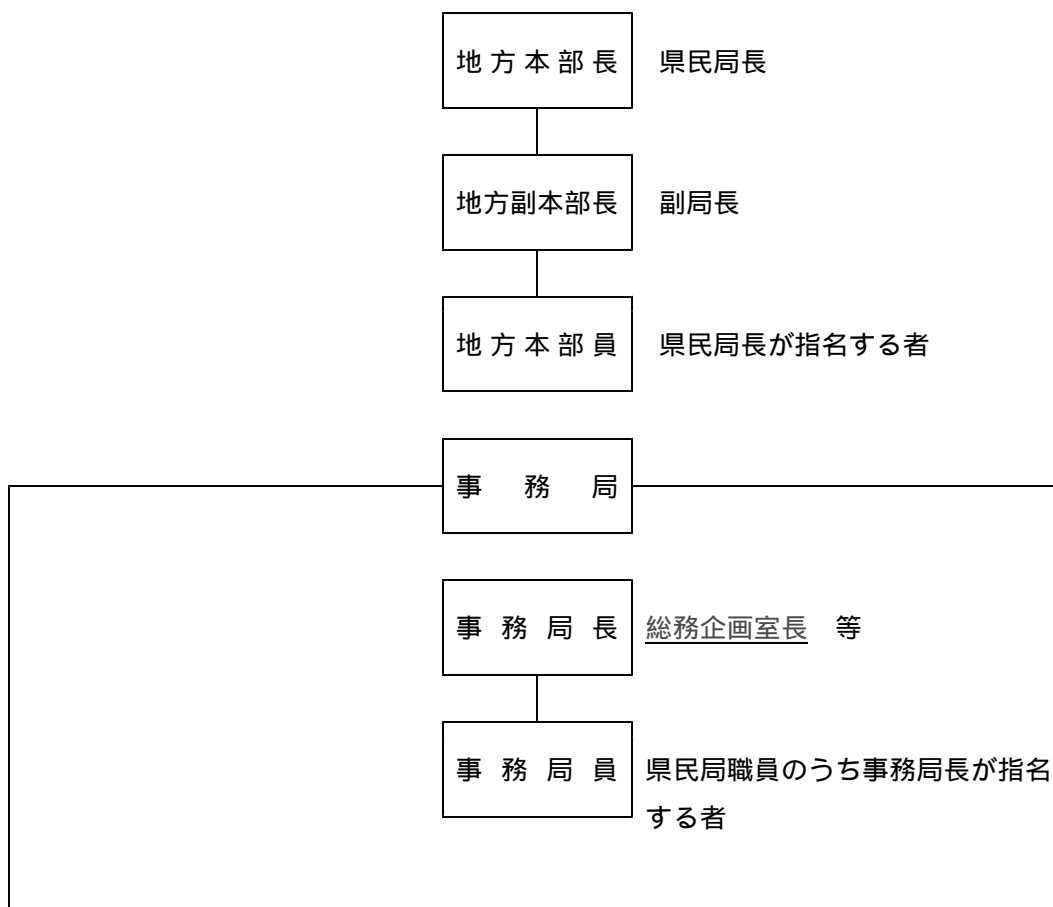 地方本部長 県民局長
地方副本部長 副局長
地方本部員 県民局長が指名する者
事務局
事務局長 総務企画室長 等
事務局員 県民局職員のうち事務局長が指名
する者